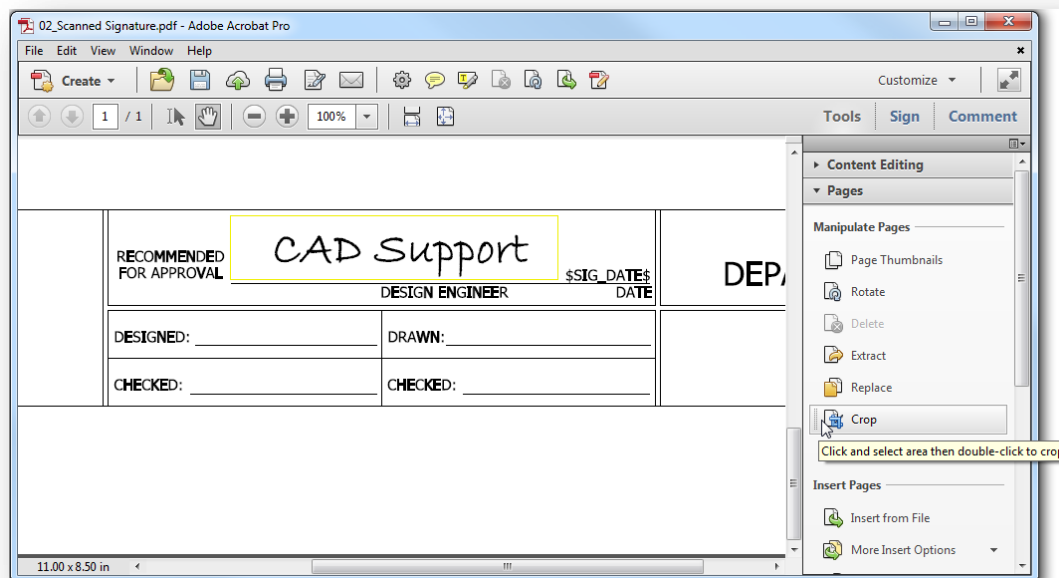 02_Scanned Signature.pdf - Adobe Acrobat Pro
File Edit View Window Help
Create
Customize
1 / 1 100%
Tools Sign Comment
Content Editing
Pages
Manipulate Pages
Page Thumbnails
Rotate
Delete
Extract
Replace
Crop
Click and select area then double-click to crop
Insert Pages
Insert from File
More Insert Options
RECOMMENDED
FOR APPROVAL
CAD Support
$SIG_DATE$
DESIGN ENGINEER DATE
DEPA
DESIGNED: DRAWN:
CHECKED: CHECKED:
11.00 x 8.50 in